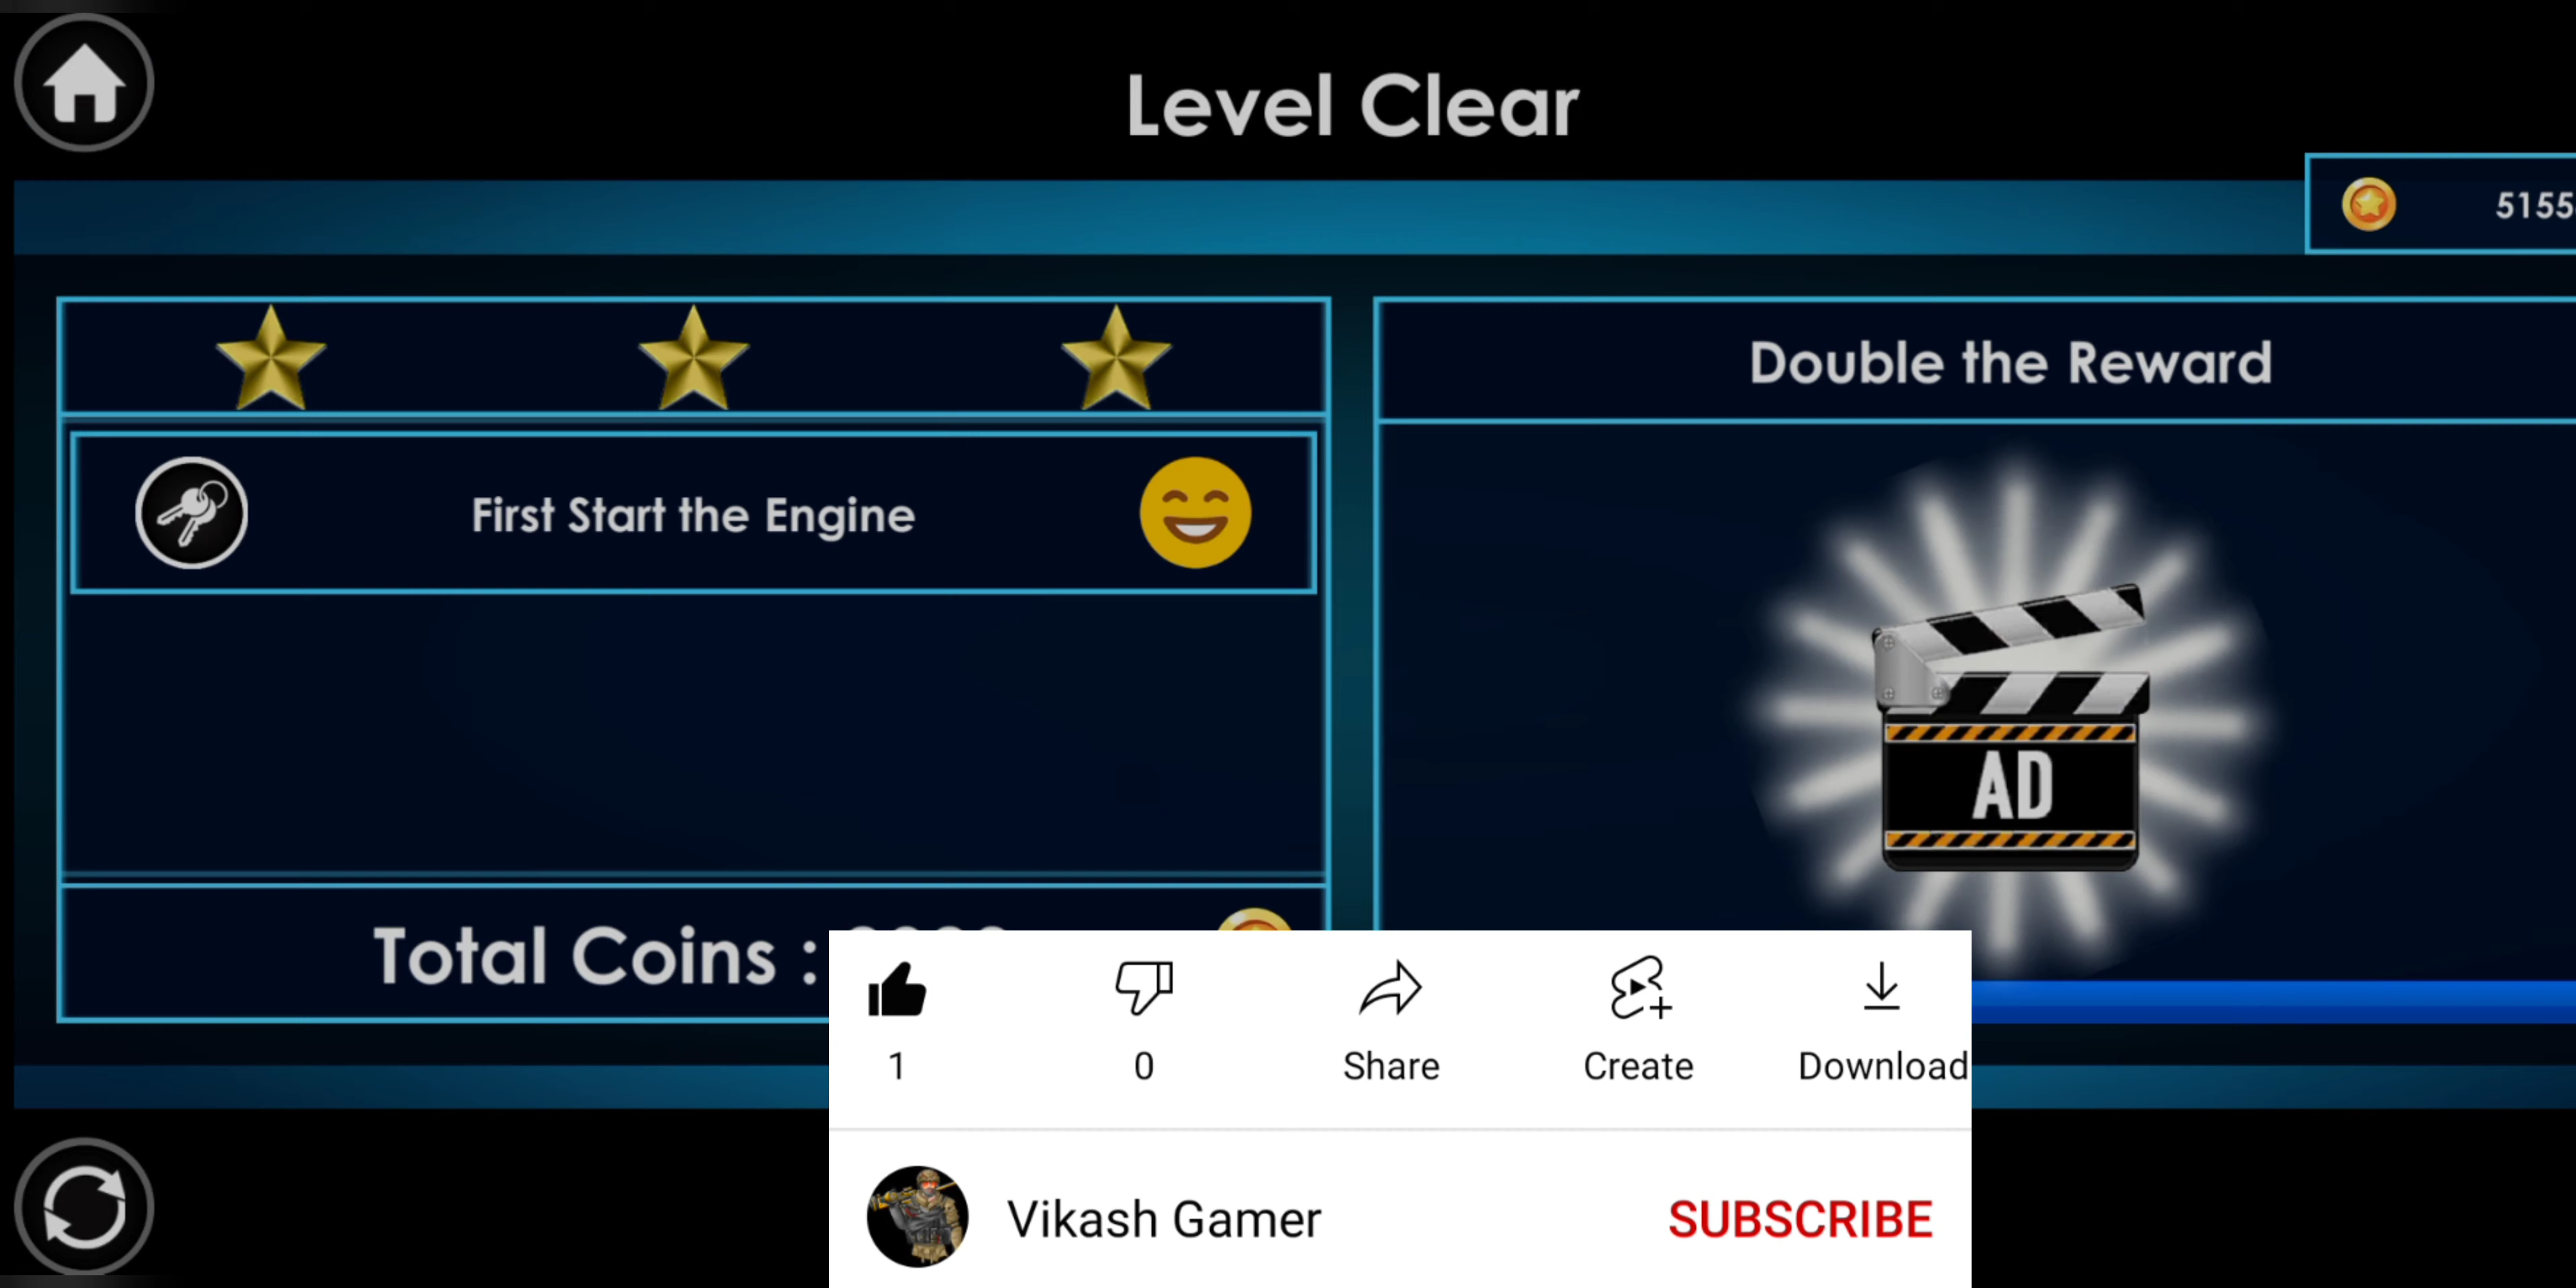 Level Clear
5155
Double the Reward
First Start the Engine
AD
Total Coins :
1
0
Share
Create
Download
Vikash Gamer
SUBSCRIBE